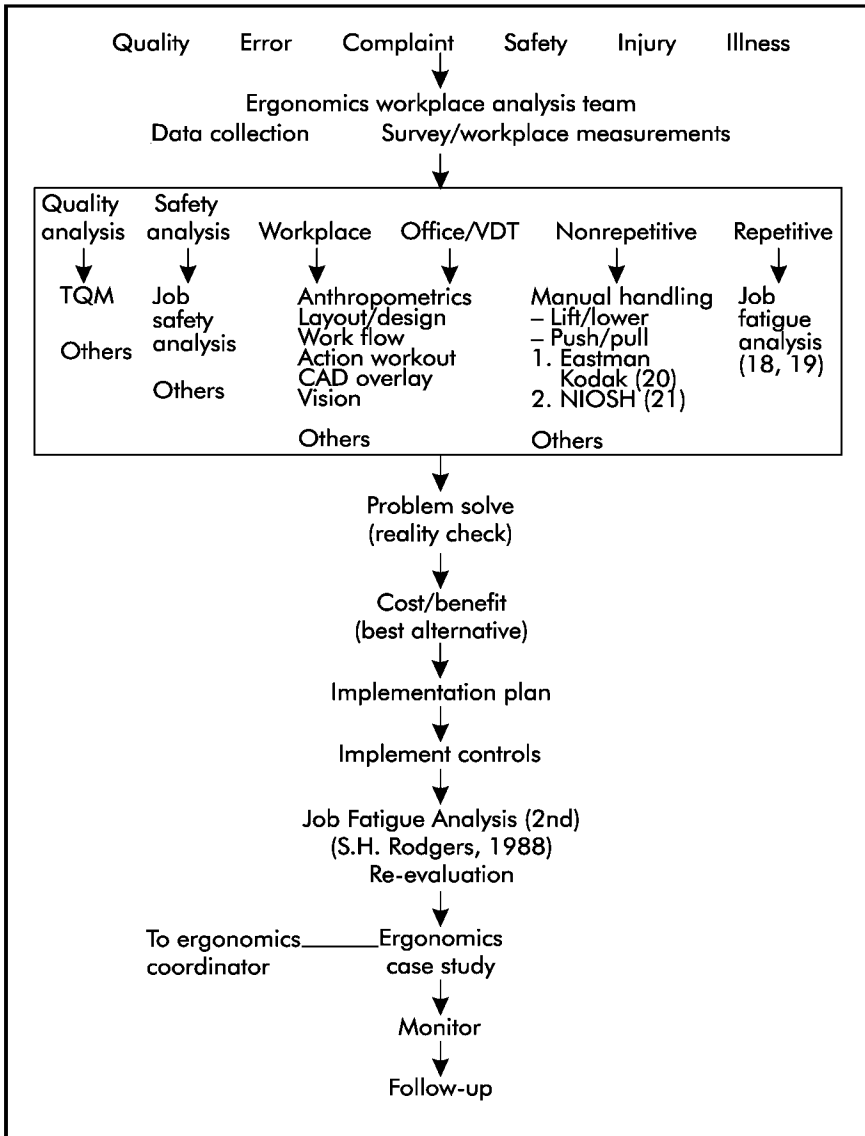 Quality Error Complaint Safety Injury Illness
Ergonomics workplace analysis team
Data collection Survey/workplace measurements
Quality analysis
TQM
Others
Safety analysis
Job
safety
analysis
Others
Workplace Office/VDT
Anthropometrics
Layout/design
Work flow
Action workout
CAD overlay
Vision
Others
Nonrepetitive
Manual handling
– Lift/lower
– Push/pull
1. Eastman
Kodak (20)
2. NIOSH (21)
Others
Repetitive
Job
fatigue
analysis
(18, 19)
Problem solve
(reality check)
Cost/benefit
(best alternative)
Implementation plan
Implement controls
Job Fatigue Analysis (2nd)
(S.H. Rodgers, 1988)
Re-evaluation
To ergonomics
coordinator
Ergonomics
case study
Monitor
Follow-up